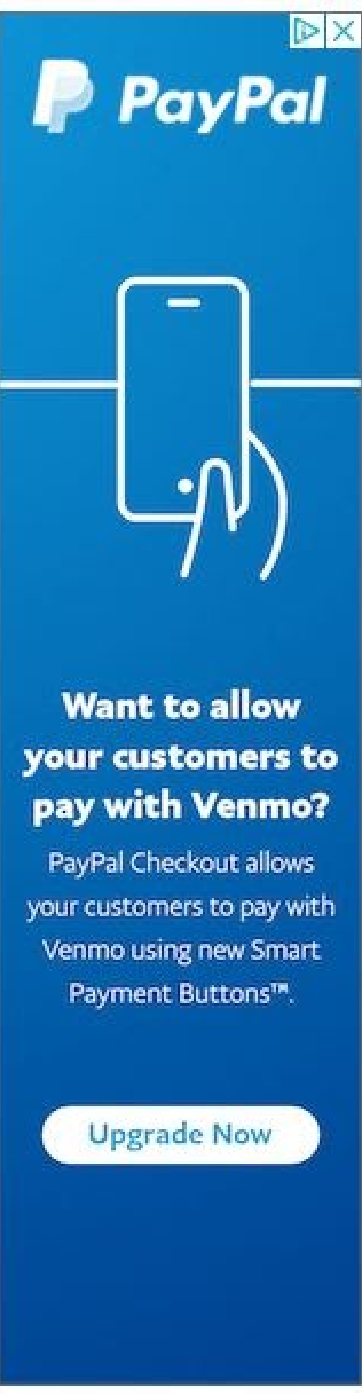 PayPal
Want to allow
your customers to
pay with Venmo?
PayPal Checkout allows
your customers to pay with
Venmo using new Smart
Payment Buttons™.
Upgrade Now